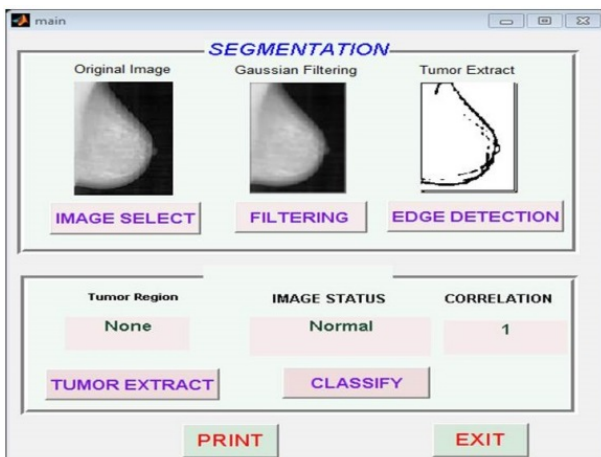 main
SEGMENTATION
Original Image Gaussian Filtering Tumor Extract
IMAGE SELECT FILTERING EDGE DETECTION
Tumor Region IMAGE STATUS CORRELATION
None Normal 1
TUMOR EXTRACT CLASSIFY
PRINT EXIT